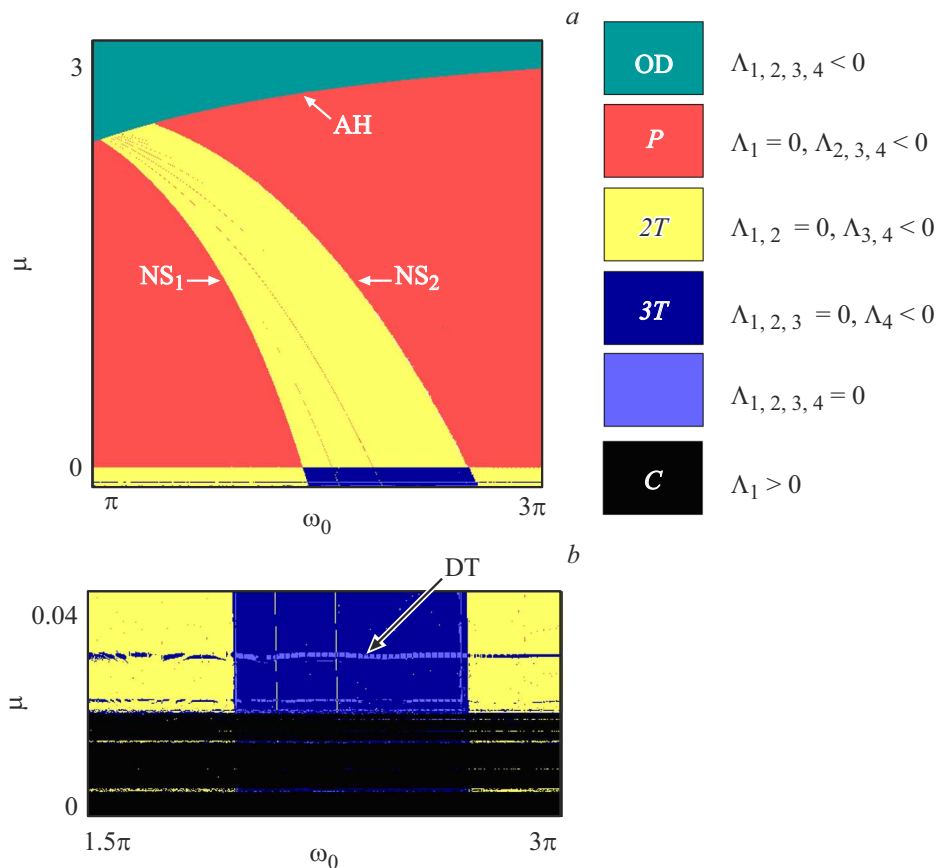 a
3
OD
Λ1, 2, 3, 4 < 0
AH
P
Λ1 = 0, Λ2, 3, 4 < 0
2T
Λ1, 2 = 0, Λ3, 4 < 0
μ
NS1
NS2
3T
Λ1, 2, 3 = 0, Λ4 < 0
Λ1, 2, 3, 4 = 0
0
C
Λ1 > 0
π
ω0
3π
b
DT
0.04
μ
0
1.5π
ω0
3π